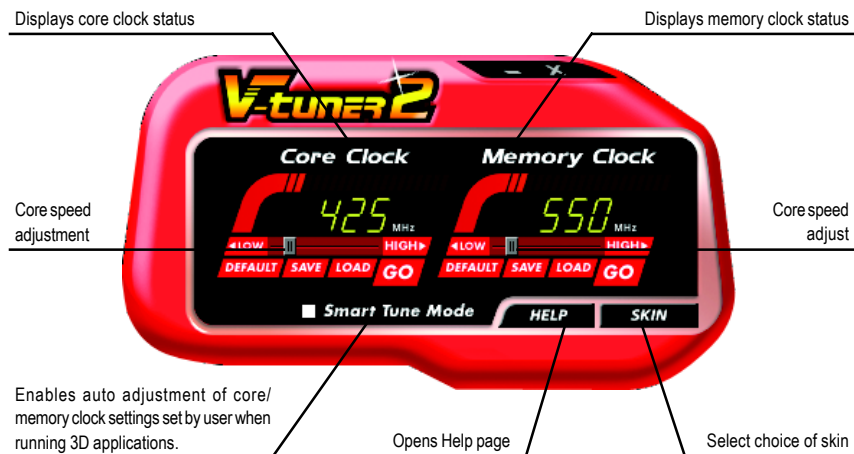 Displays core clock status
Displays memory clock status
V-tuner 2
Core Clock
Memory Clock
425 MHz
550 MHz
Core speed
adjustment
Core speed
adjust
LOW HIGH
LOW HIGH
DEFAULT SAVE LOAD GO
DEFAULT SAVE LOAD GO
Smart Tune Mode
HELP
SKIN
Enables auto adjustment of core/
memory clock settings set by user when
running 3D applications.
Opens Help page
Select choice of skin